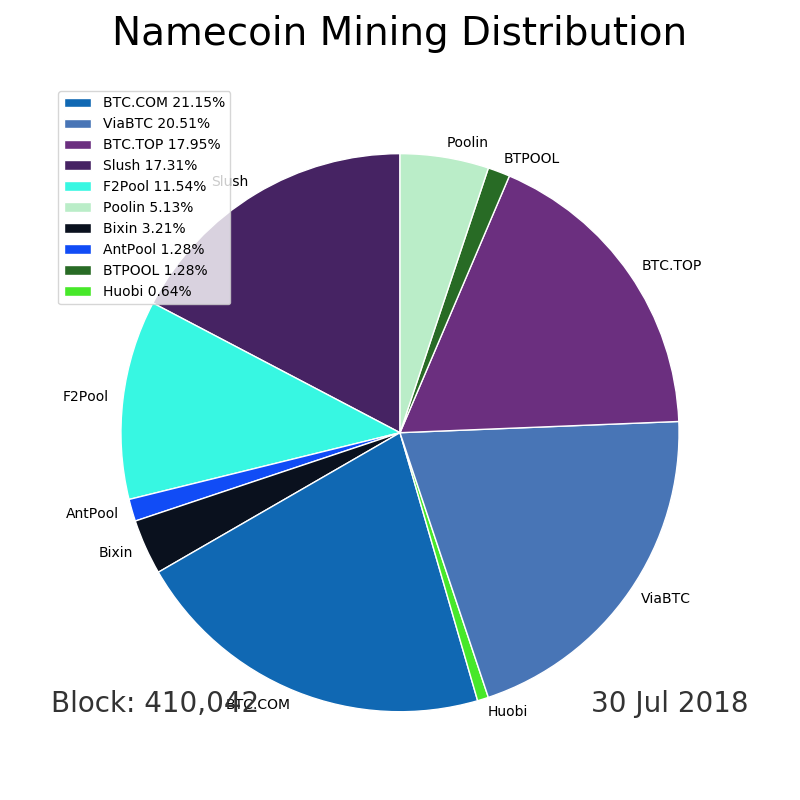 Namecoin Mining Distribution
BTC.COM 21.15%
ViaBTC 20.51%
BTC.TOP 17.95%
Slush 17.31%
F2Pool 11.54%
Poolin 5.13%
Bixin 3.21%
AntPool 1.28%
BTPOOL 1.28%
Huobi 0.64%
Poolin
BTPOOL
Slush
BTC.TOP
F2Pool
AntPool
Bixin
ViaBTC
Block: 410,042
BTC.COM
Huobi
30 Jul 2018